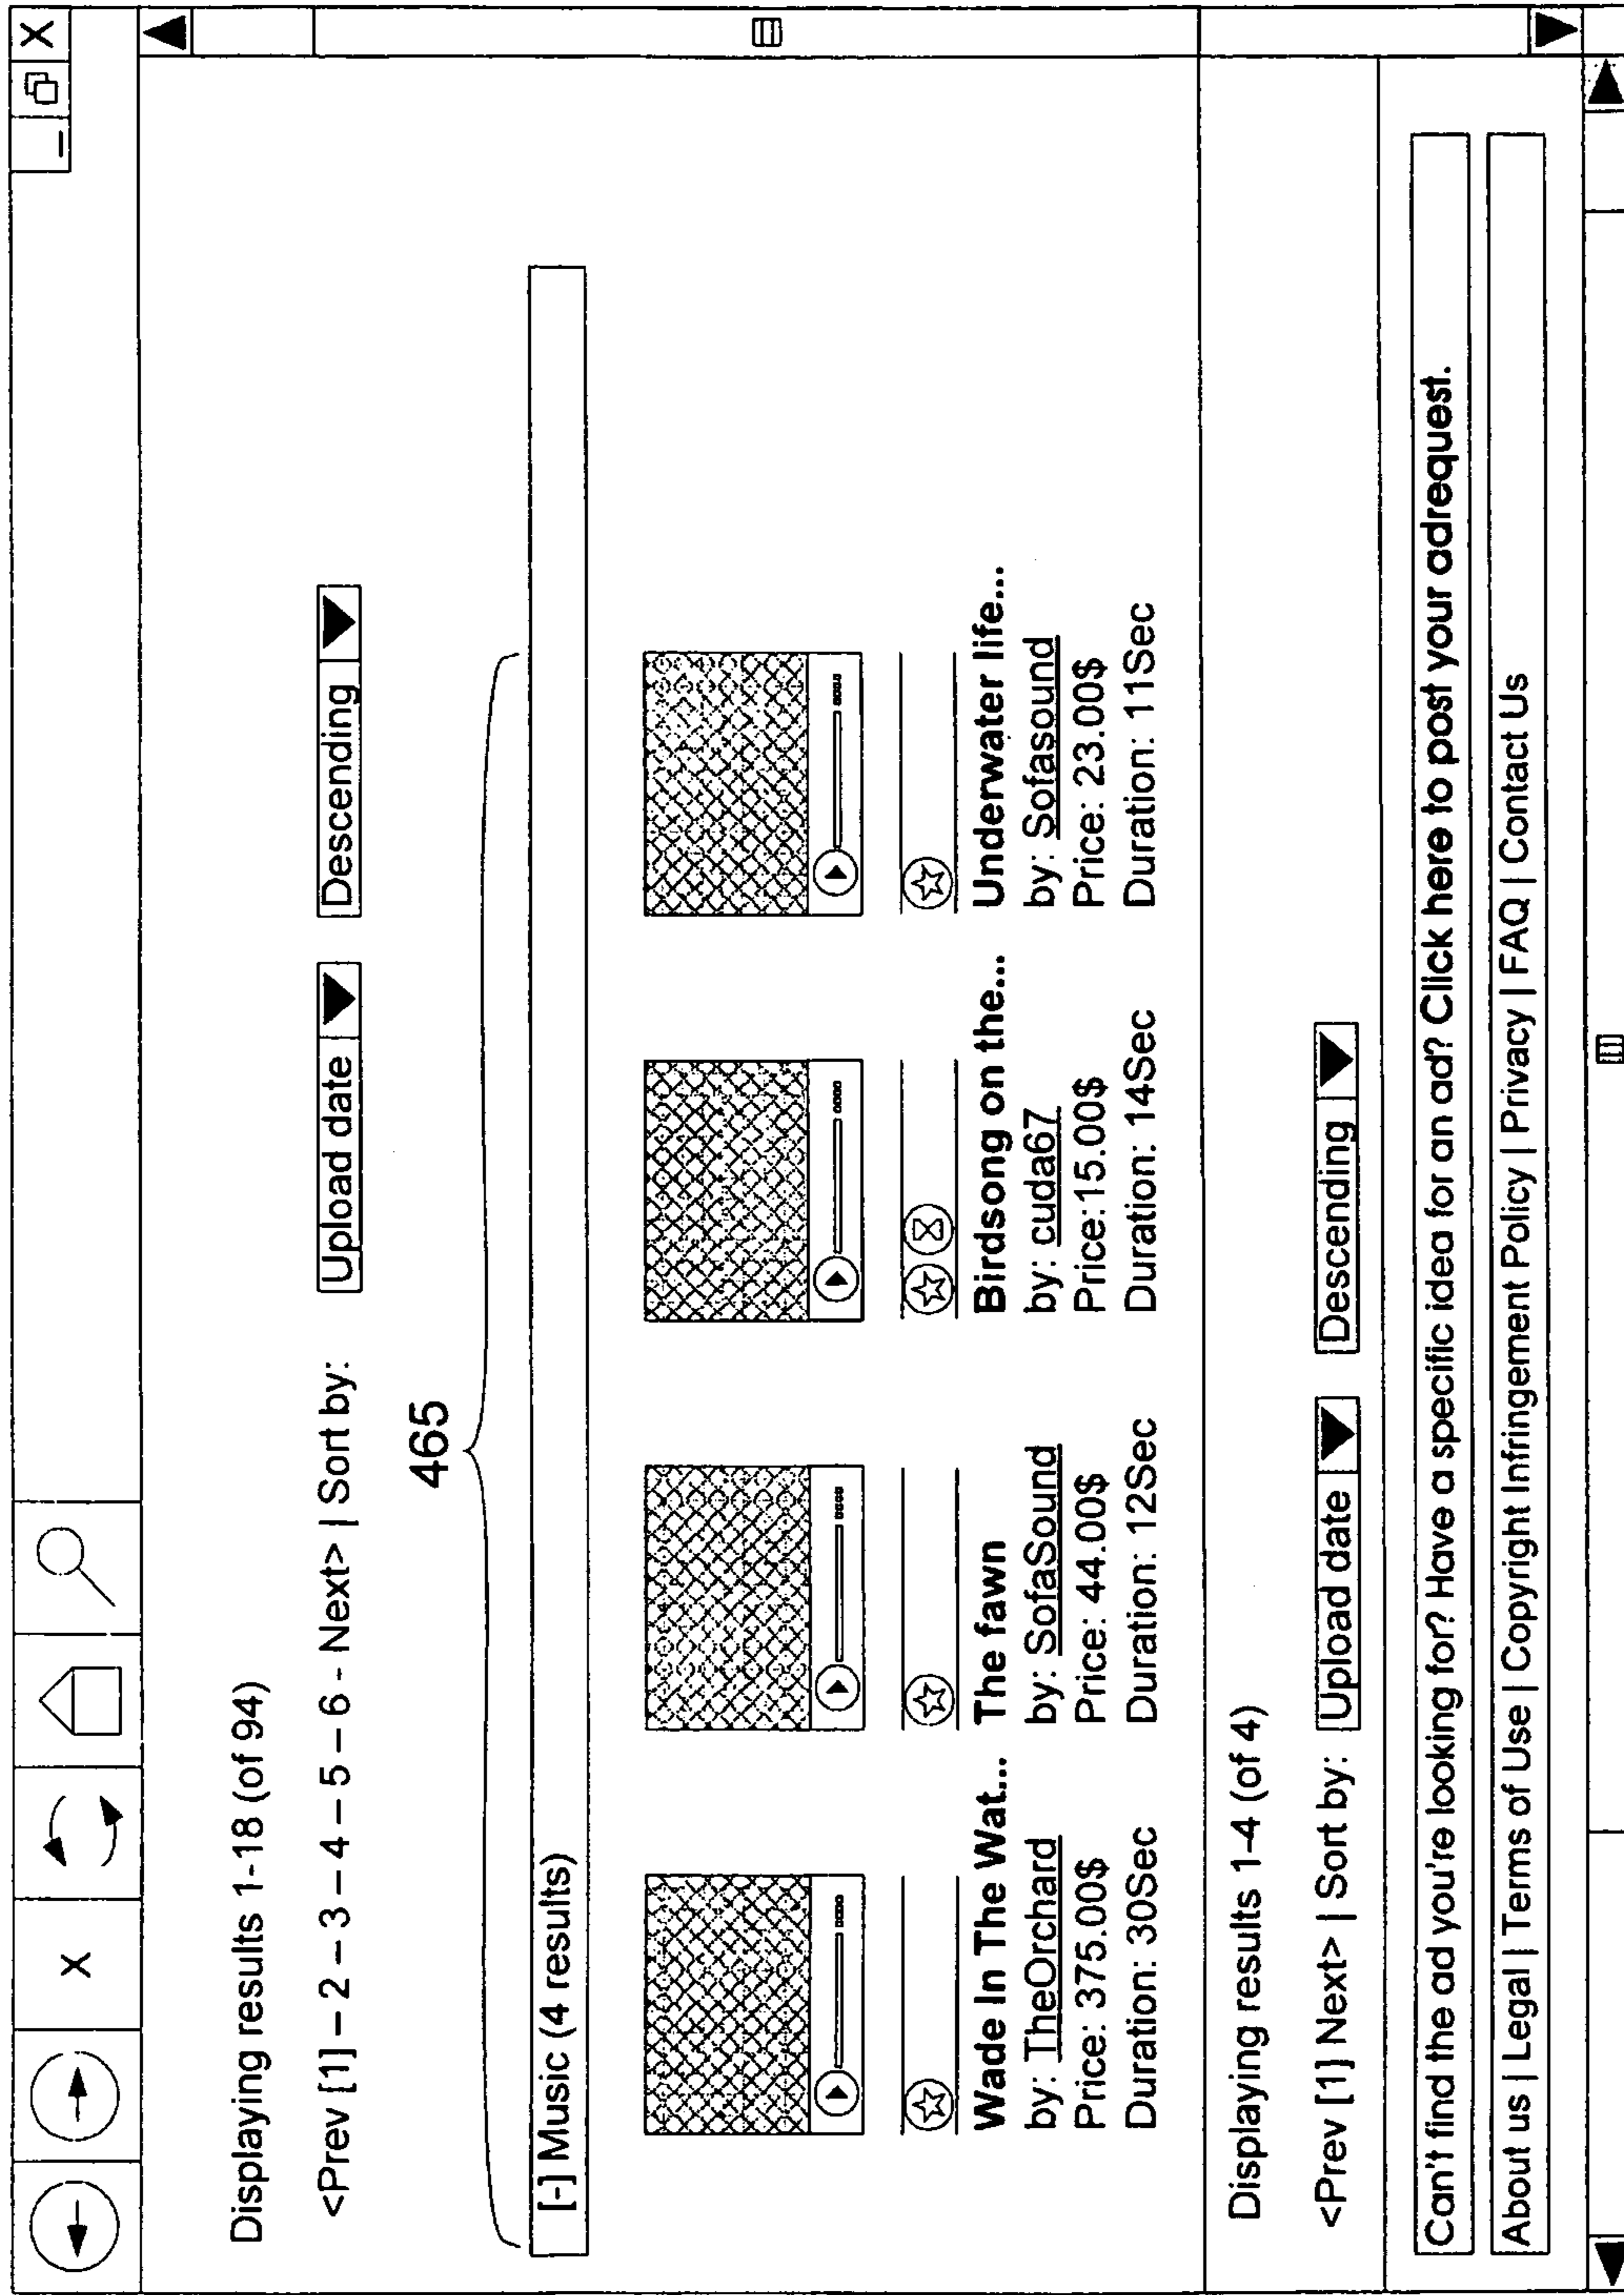 X
_ X
Displaying results 1-18 (of 94)
<Prev [1] – 2 – 3 – 4 – 5 – 6 - Next> | Sort by: Upload date Descending
465
[-] Music (4 results)
Wade In The Wat... The fawn Birdsong on the... Underwater life...
by: TheOrchard by: SofaSound by: cuda67 by: Sofasound
Price: 375.00$ Price: 44.00$ Price:15.00$ Price: 23.00$
Duration: 30Sec Duration: 12Sec Duration: 14Sec Duration: 11Sec
Displaying results 1-4 (of 4)
<Prev [1] Next> | Sort by: Upload date Descending
Can't find the ad you're looking for? Have a specific idea for an ad? Click here to post your adrequest.
About us | Legal | Terms of Use | Copyright Infringement Policy | Privacy | FAQ | Contact Us